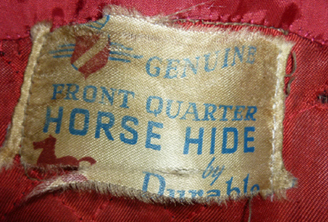 GENUINE
FRONT QUARTER
HORSE HIDE
by
Durable